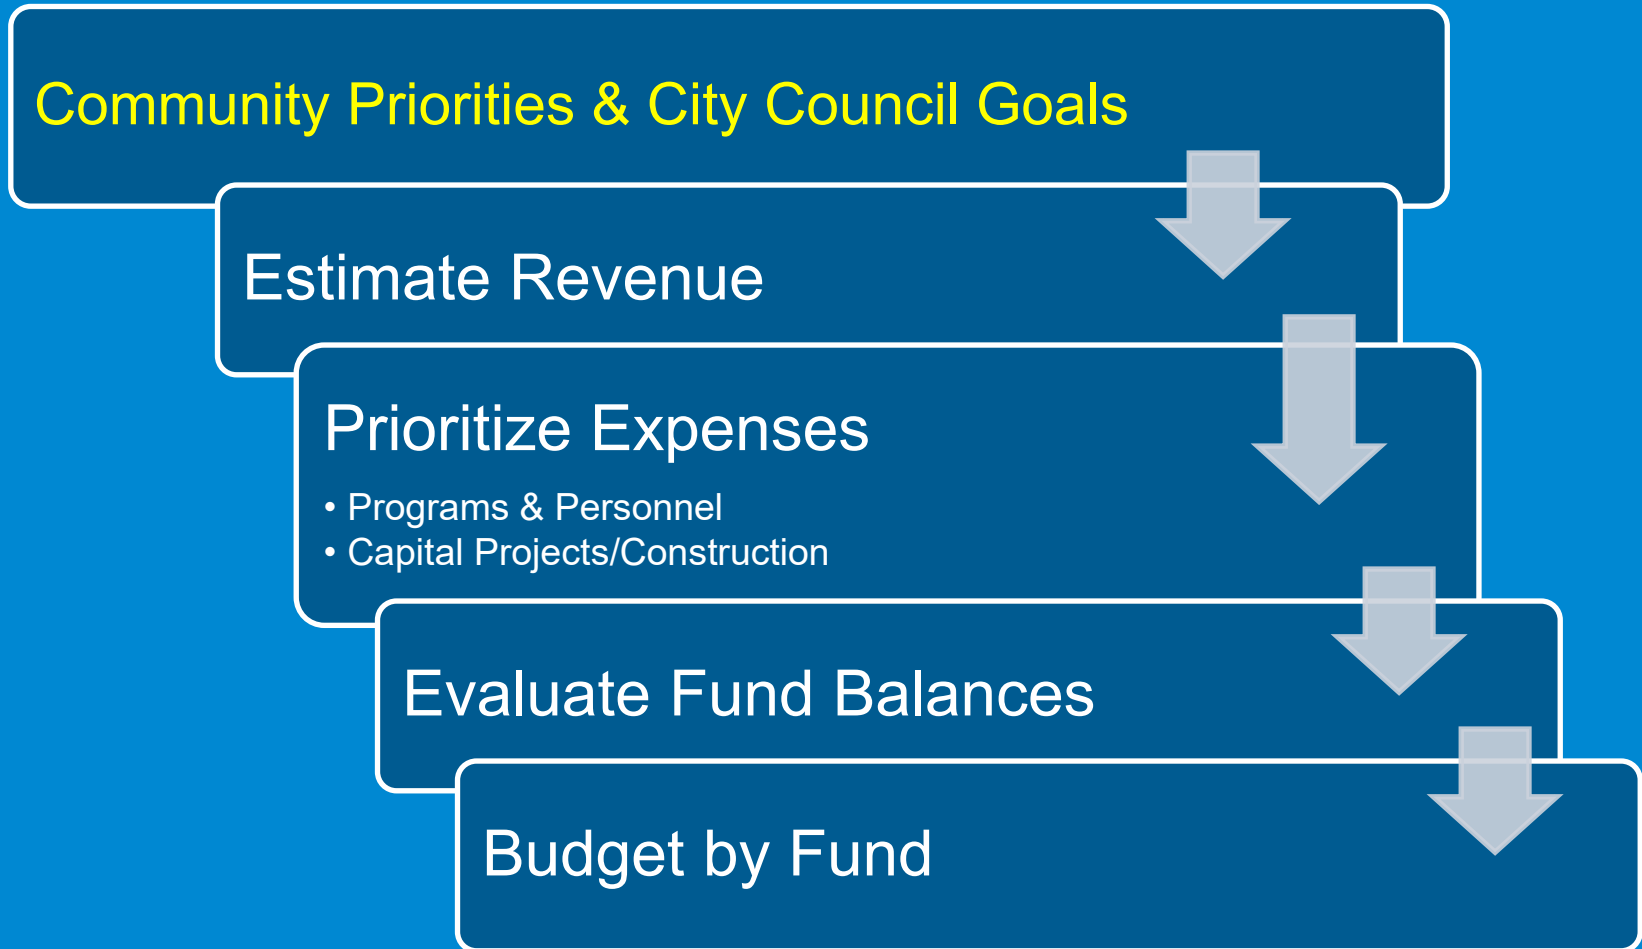 Community Priorities & City Council Goals
Estimate Revenue
Prioritize Expenses
• Programs & Personnel
• Capital Projects/Construction
Evaluate Fund Balances
Budget by Fund